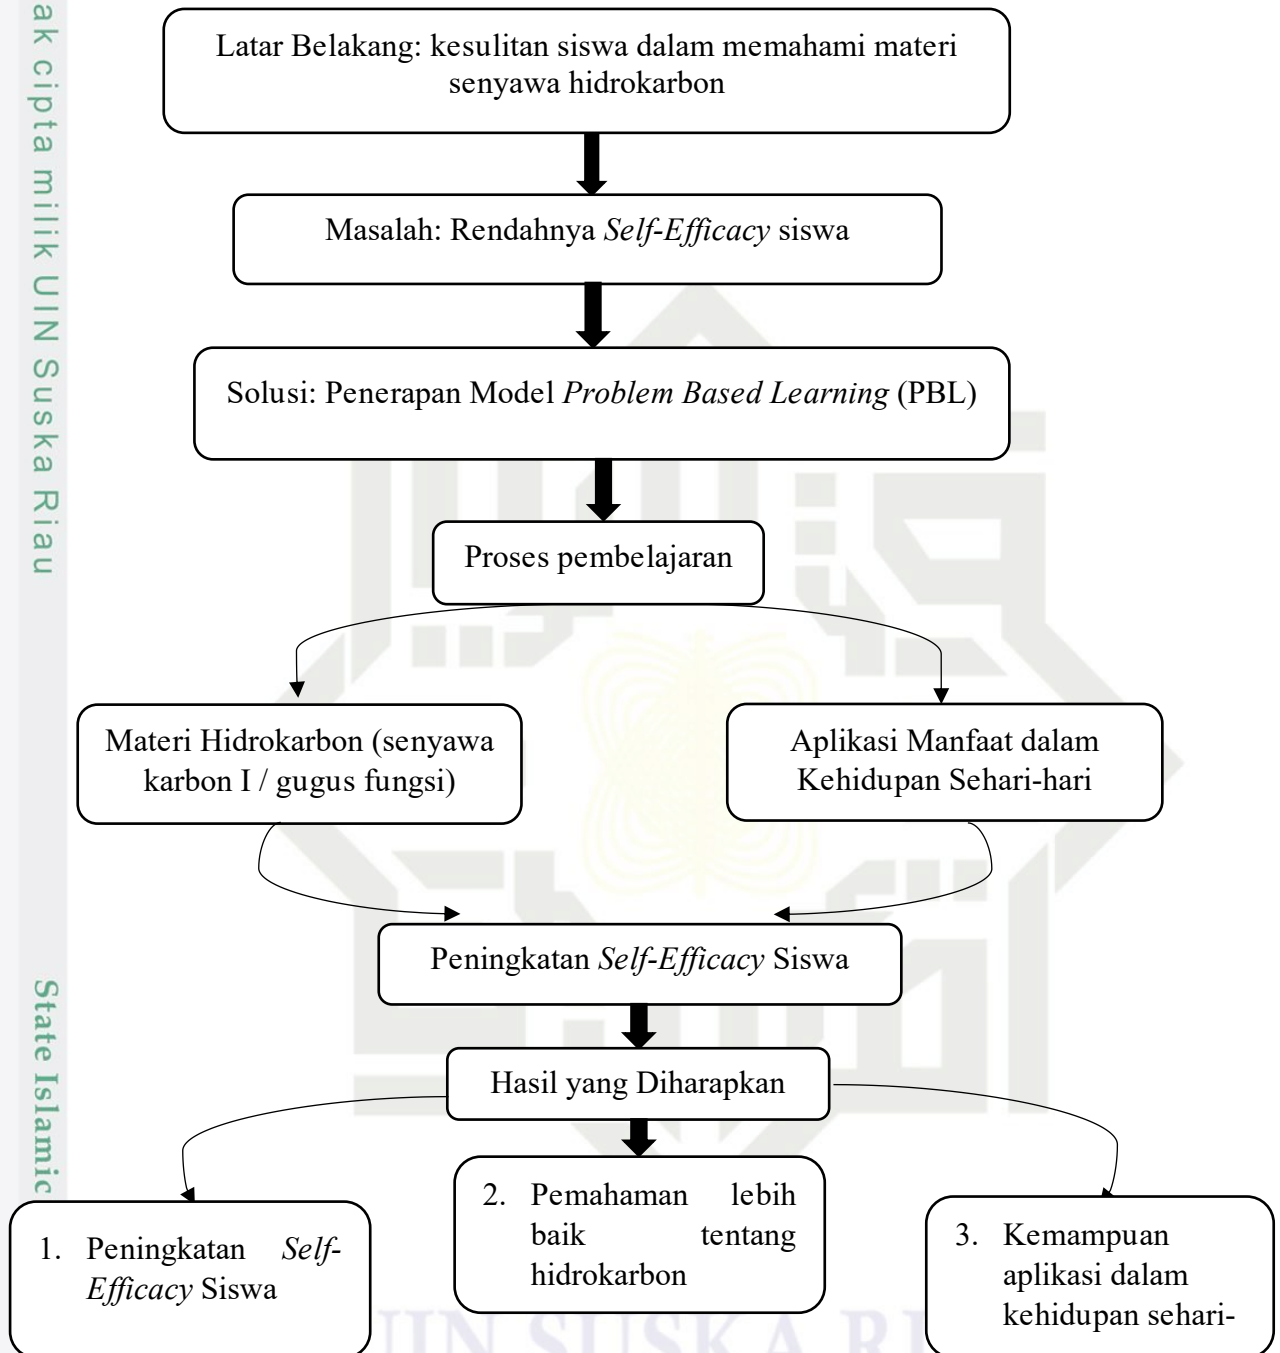 Latar Belakang: kesulitan siswa dalam memahami materi
senyawa hidrokarbon
Masalah: Rendahnya Self-Efficacy siswa
Solusi: Penerapan Model Problem Based Learning (PBL)
Proses pembelajaran
Materi Hidrokarbon (senyawa
karbon I / gugus fungsi)
Aplikasi Manfaat dalam
Kehidupan Sehari-hari
Peningkatan Self-Efficacy Siswa
Hasil yang Diharapkan
1. Peningkatan Self-
Efficacy Siswa
2. Pemahaman lebih
baik tentang
hidrokarbon
3. Kemampuan
aplikasi dalam
kehidupan sehari-
ak cipta milik UIN Suska Riau
State Islamic
UIN SUSKA R